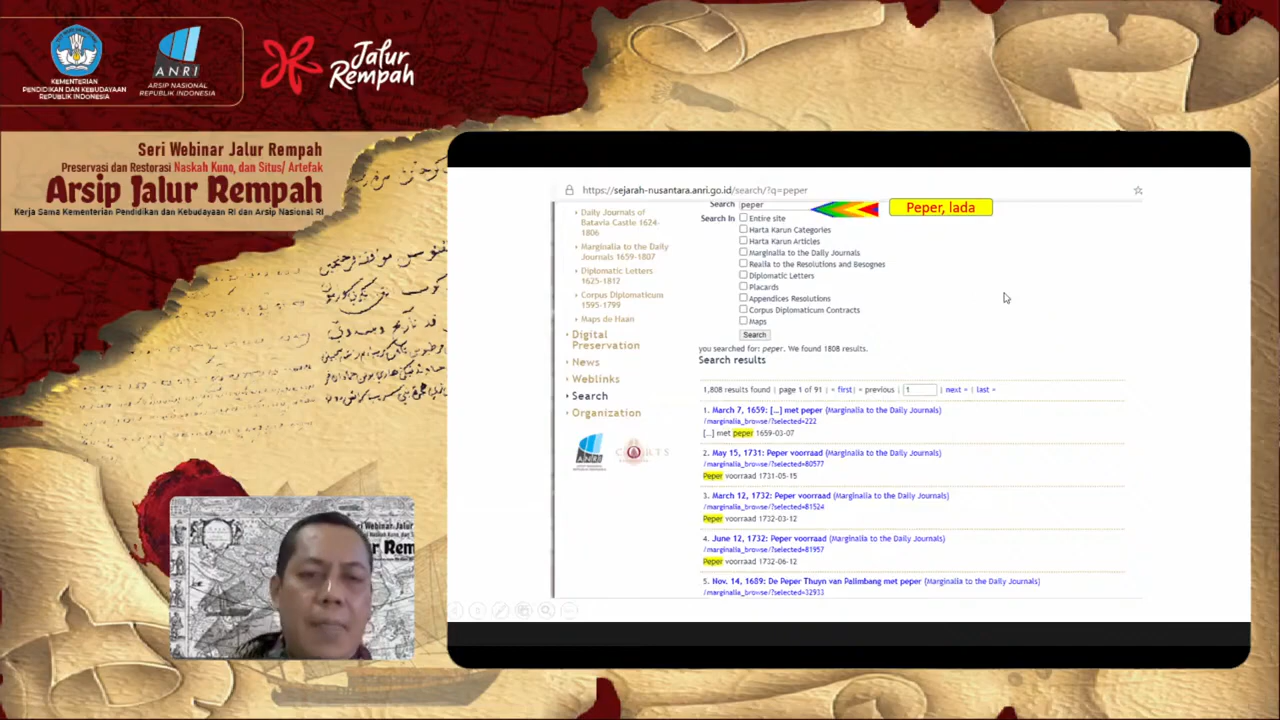 KEMENTERIAN
PENDIDIKAN DAN KEBUDAYAAN
REPUBLIK INDONESIA
ANRI
ARSIP NASIONAL
REPUBLIK INDONESIA
Jalur
Rempah
Seri Webinar Jalur Rempah
Preservasi dan Restorasi Naskah Kuno, dan Situs/ Artefak
Arsip Jalur Rempah
Kerja Sama Kementerian Pendidikan dan Kebudayaan RI dan Arsip Nasional RI
https://sejarah-nusantara.anri.go.id/search/?q=peper
Daily Journals of
Batavia Castle 1624-
1806
Marginalia to the Daily
Journals 1659-1807
Diplomatic Letters
1625-1812
Corpus Diplomaticum
1595-1799
Maps de Haan
Digital
Preservation
News
Weblinks
Search
Organization
ANRI
Search peper
Peper, lada
Search In Entire site
Harta Karun Categories
Harta Karun Articles
Marginalia to the Daily Journals
Realia to the Resolutions and Besognes
Diplomatic Letters
Placards
Appendices Resolutions
Corpus Diplomaticum Contracts
Maps
Search
you searched for: peper. We found 1808 results.
Search results
1,808 results found | page 1 of 91 | « first | « previous | 1 | next » | last »
1. March 7, 1659: [...] met peper (Marginalia to the Daily Journals)
/marginalia_browse/?selected=222
[...] met peper 1659-03-07
2. May 15, 1731: Peper voorraad (Marginalia to the Daily Journals)
/marginalia_browse/?selected=80577
Peper voorraad 1731-05-15
3. March 12, 1732: Peper voorraad (Marginalia to the Daily Journals)
/marginalia_browse/?selected=81524
Peper voorraad 1732-03-12
4. June 12, 1732: Peper voorraad (Marginalia to the Daily Journals)
/marginalia_browse/?selected=81957
Peper voorraad 1732-06-12
5. Nov. 14, 1689: De Peper Thuyn van Palimbang met peper (Marginalia to the Daily Journals)
/marginalia_browse/?selected=32933
Seri Webinar Jalur